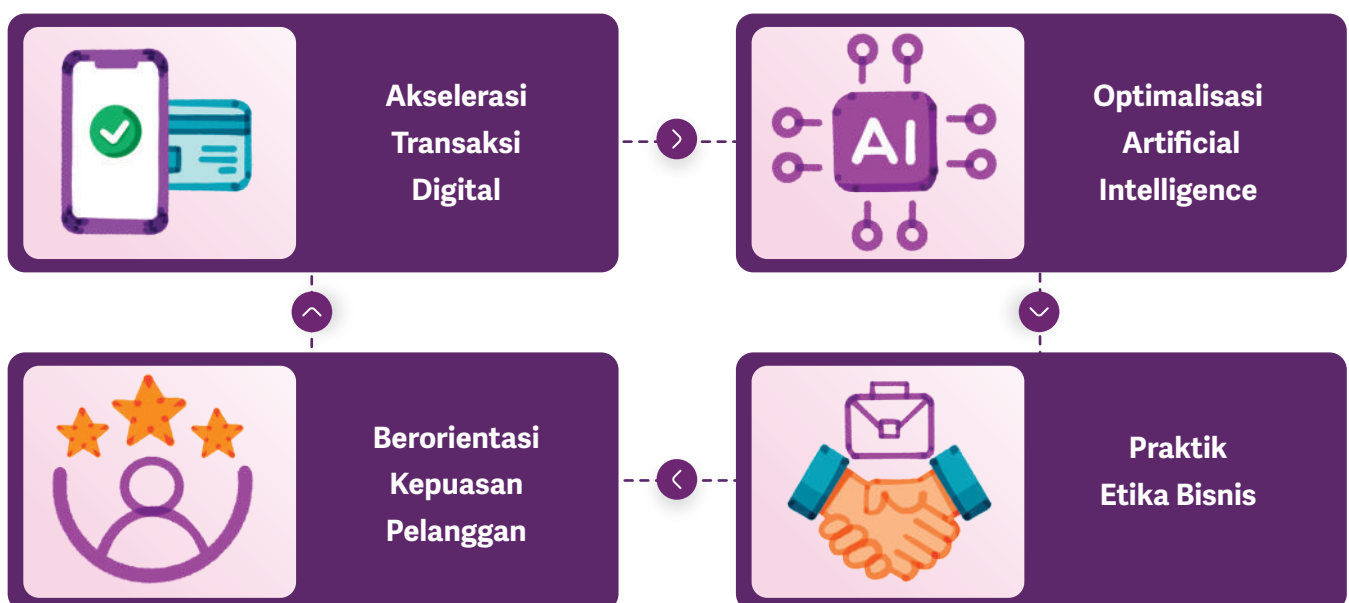 Akselerasi
Transaksi
Digital
AI
Optimalisasi
Artificial
Intelligence
Berorientasi
Kepuasan
Pelanggan
Praktik
Etika Bisnis